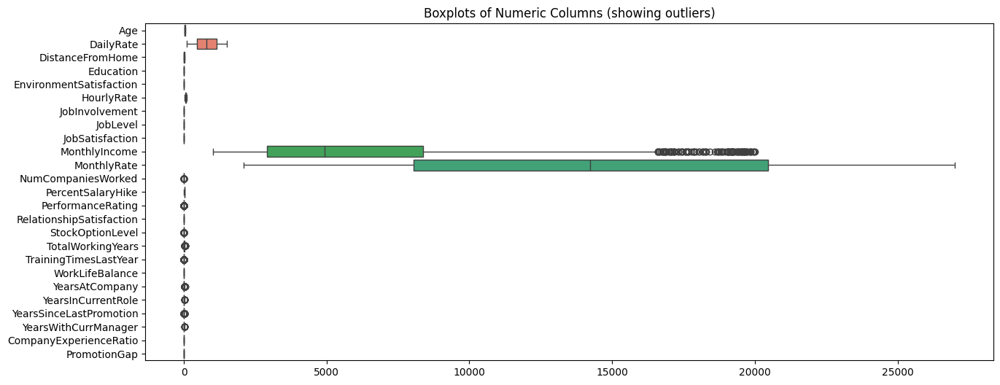 Boxplots of Numeric Columns (showing outliers)
Age
DailyRate
DistanceFromHome
Education
EnvironmentSatisfaction
HourlyRate
JobInvolvement
JobLevel
JobSatisfaction
MonthlyIncome
MonthlyRate
NumCompaniesWorked
PercentSalaryHike
PerformanceRating
RelationshipSatisfaction
StockOptionLevel
TotalWorkingYears
TrainingTimesLastYear
WorkLifeBalance
YearsAtCompany
YearsInCurrentRole
YearsSinceLastPromotion
YearsWithCurrManager
CompanyExperienceRatio
PromotionGap
0 5000 10000 15000 20000 25000